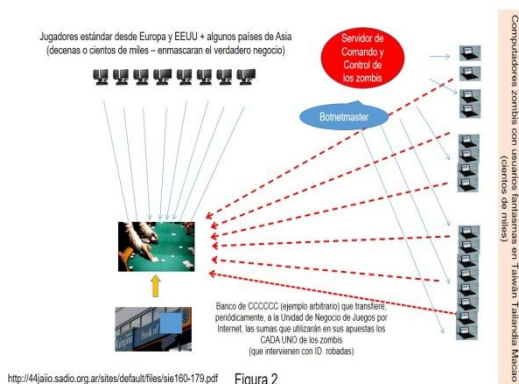 Jugadores estándar desde Europa y EEUU + algunos países de Asia
(decenas o cientos de miles – enmascaran el verdadero negocio)
Servidor de
Comando y
Control de
los zombis
Botnetmaster
Computadores zombis con usuarios fantasmas en Taiwán Tailandia Macao
(cientos de miles)
Banco de CCCCCC (ejemplo arbitrario) que transfiere,
periódicamente, a la Unidad de Negocio de Juegos por
Internet, las sumas que utilizarán en sus apuestas los
CADA UNO de los zombis
(que intervienen con ID robadas)
http://44jaiio.sadio.org.ar/sites/default/files/sie160-179.pdf
Figura 2